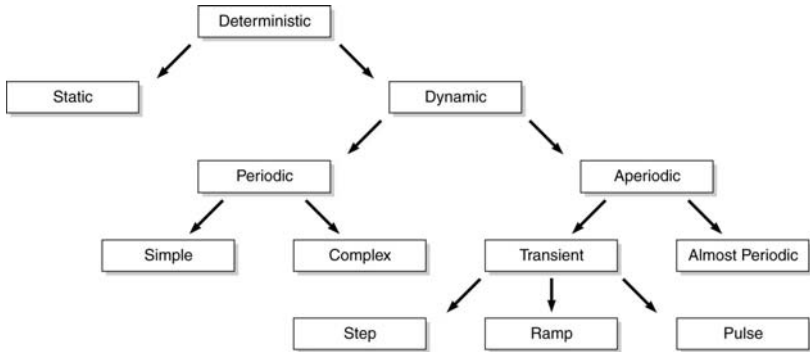 Deterministic
Static
Dynamic
Periodic
Aperiodic
Simple
Complex
Transient
Almost Periodic
Step
Ramp
Pulse